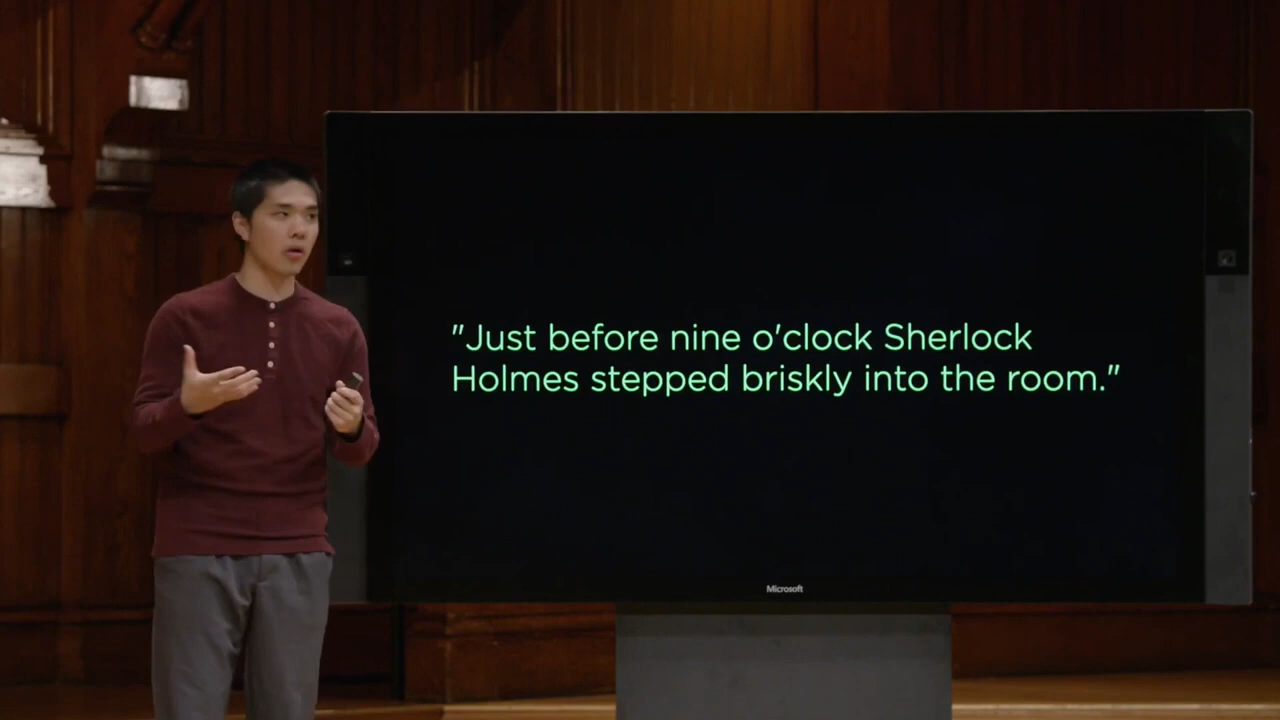 "Just before nine o'clock Sherlock
Holmes stepped briskly into the room."
Microsoft